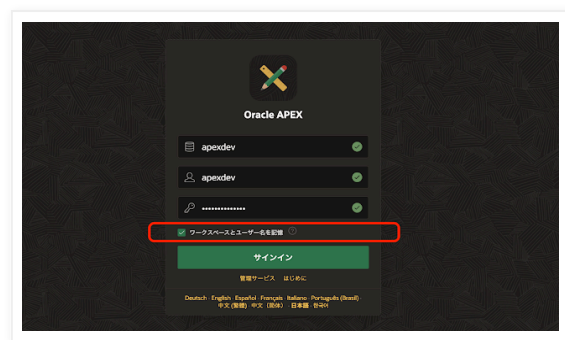 Oracle APEX
apexdev
apexdev
••••••••••••••
ワークスペースとユーザー名を記憶
サインイン
管理サービス はじめに
Deutsch · English · Español · Français · Italiano · Português (Brasil) ·
中文 (繁體) · 中文（简体） · 日本語 · 한국어